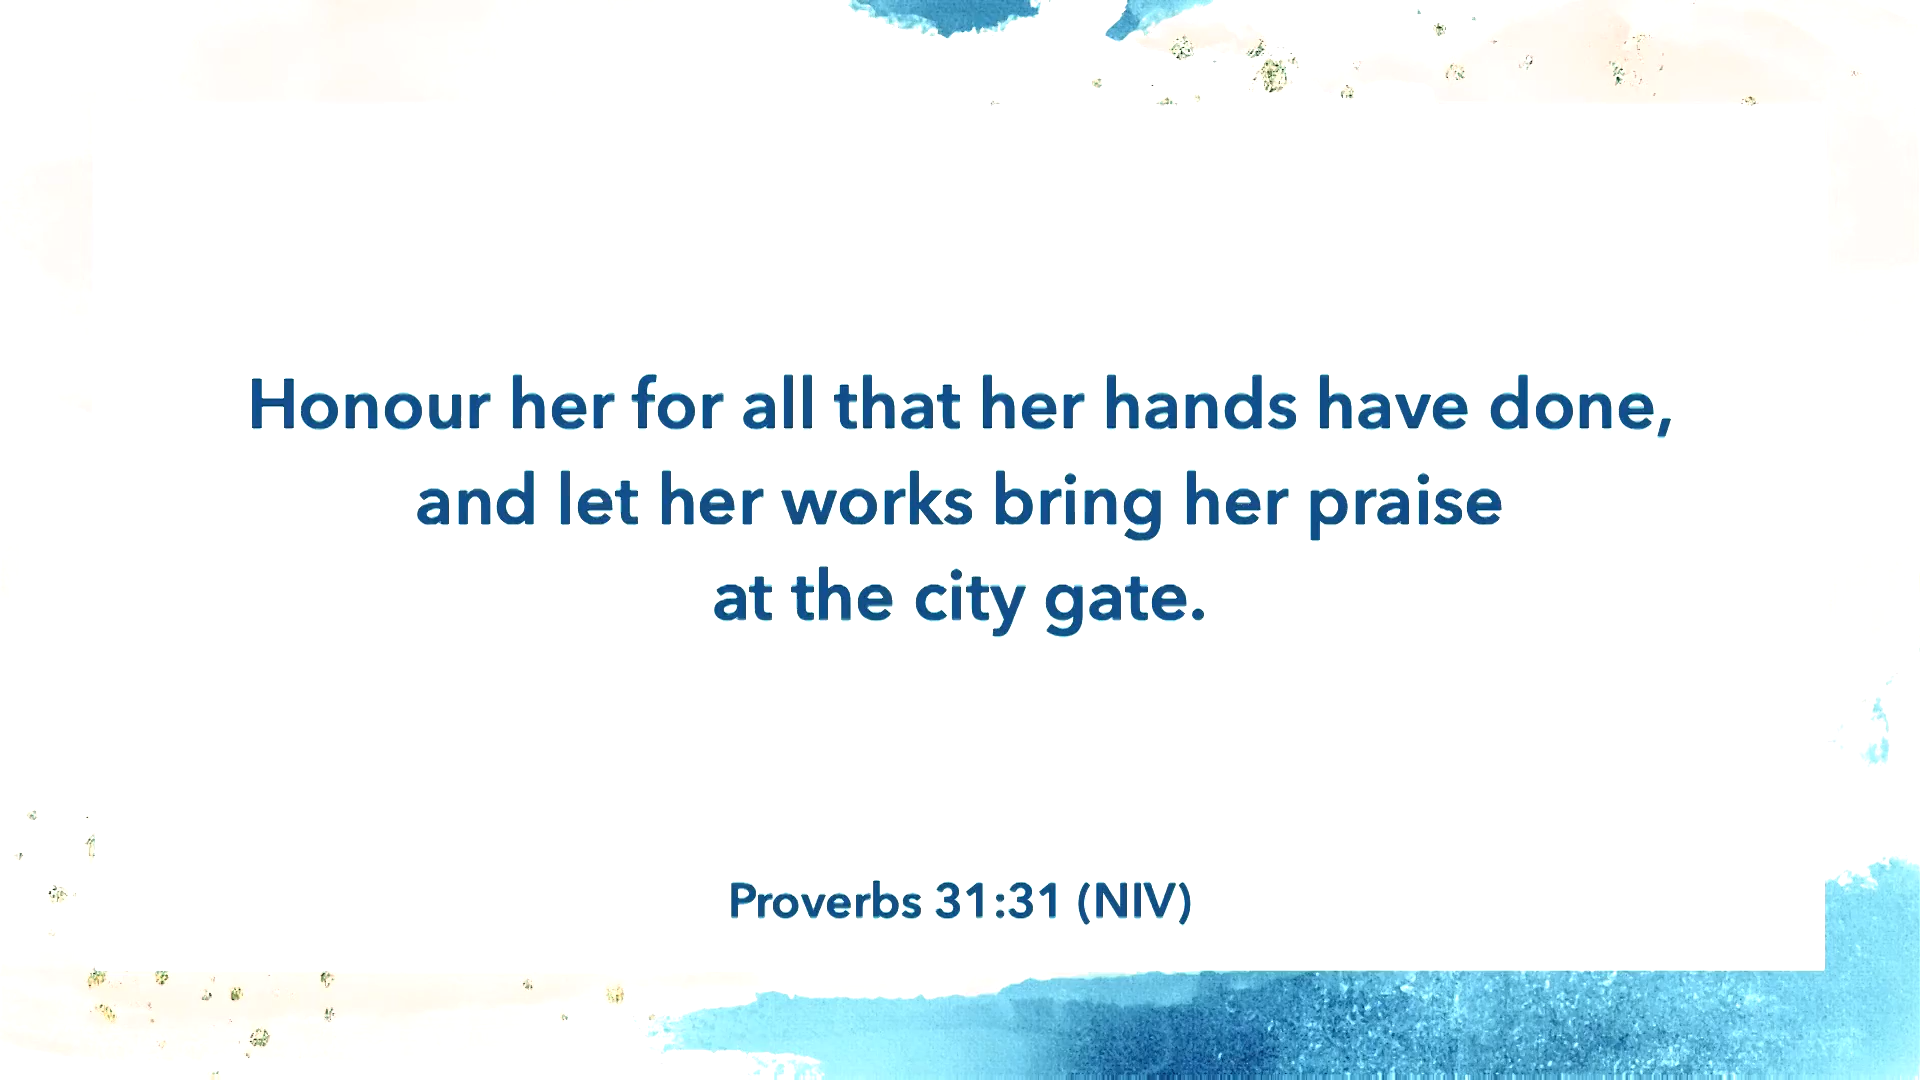 Honour her for all that her hands have done,
and let her works bring her praise
at the city gate.
Proverbs 31:31 (NIV)